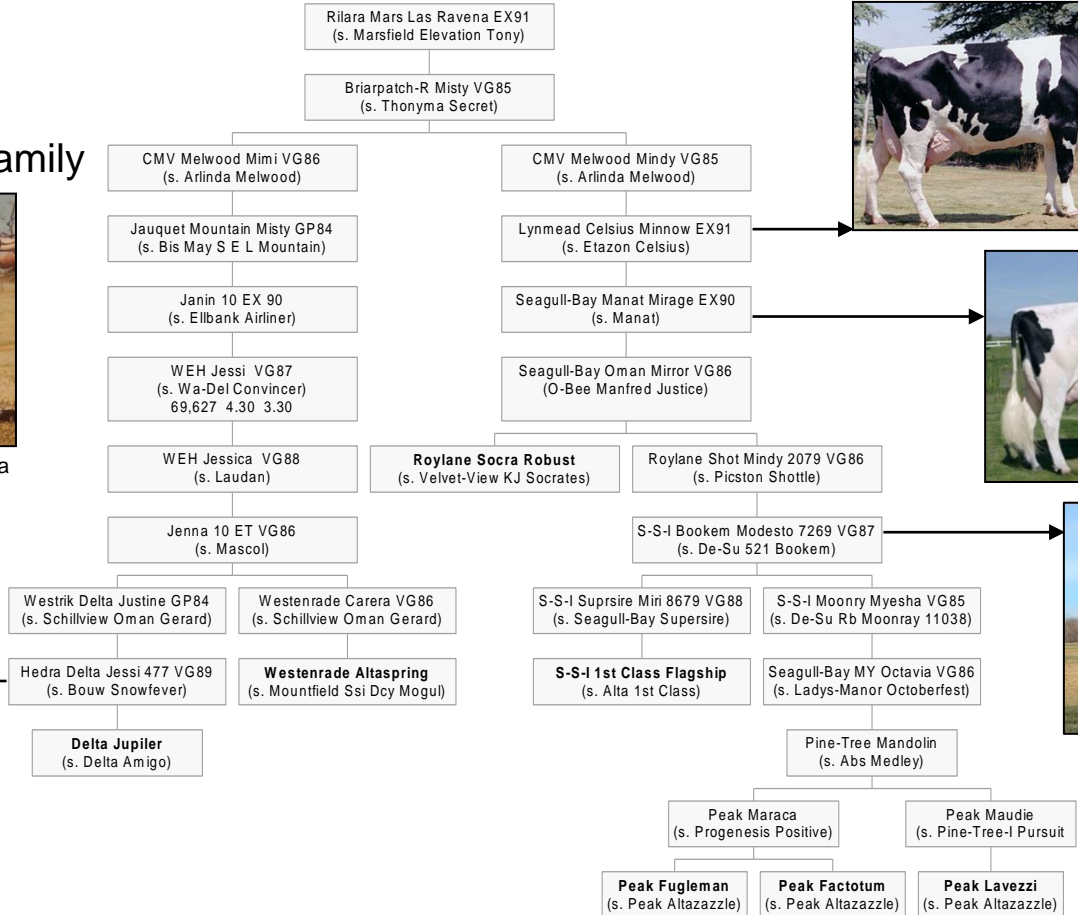 Rilara Mars Las Ravena EX91
(s. Marsfield Elevation Tony)
Briarpatch-R Misty VG85
(s. Thonyma Secret)
amily
CMV Melwood Mimi VG86
(s. Arlinda Melwood)
CMV Melwood Mindy VG85
(s. Arlinda Melwood)
Jauquet Mountain Misty GP84
(s. Bis May S E L Mountain)
Lynmead Celsius Minnow EX91
(s. Etazon Celsius)
Janin 10 EX 90
(s. Ellbank Airliner)
Seagull-Bay Manat Mirage EX90
(s. Manat)
WEH Jessi VG87
(s. Wa-Del Convincer)
69,627 4.30 3.30
Seagull-Bay Oman Mirror VG86
(O-Bee Manfred Justice)
a
WEH Jessica VG88
(s. Laudan)
Roylane Socra Robust
(s. Velvet-View KJ Socrates)
Roylane Shot Mindy 2079 VG86
(s. Picston Shottle)
Jenna 10 ET VG86
(s. Mascol)
S-S-I Bookem Modesto 7269 VG87
(s. De-Su 521 Bookem)
Westrik Delta Justine GP84
(s. Schillview Oman Gerard)
Westenrade Carera VG86
(s. Schillview Oman Gerard)
S-S-I Suprsire Miri 8679 VG88
(s. Seagull-Bay Supersire)
S-S-I Moonry Myesha VG85
(s. De-Su Rb Moonray 11038)
Hedra Delta Jessi 477 VG89
(s. Bouw Snowfever)
Westenrade Altaspring
(s. Mountfield Ssi Dcy Mogul)
S-S-I 1st Class Flagship
(s. Alta 1st Class)
Seagull-Bay MY Octavia VG86
(s. Ladys-Manor Octoberfest)
Delta Jupiler
(s. Delta Amigo)
Pine-Tree Mandolin
(s. Abs Medley)
Peak Maraca
(s. Progenesis Positive)
Peak Maudie
(s. Pine-Tree-I Pursuit
Peak Fugleman
(s. Peak Altazazzle)
Peak Factotum
(s. Peak Altazazzle)
Peak Lavezzi
(s. Peak Altazazzle)